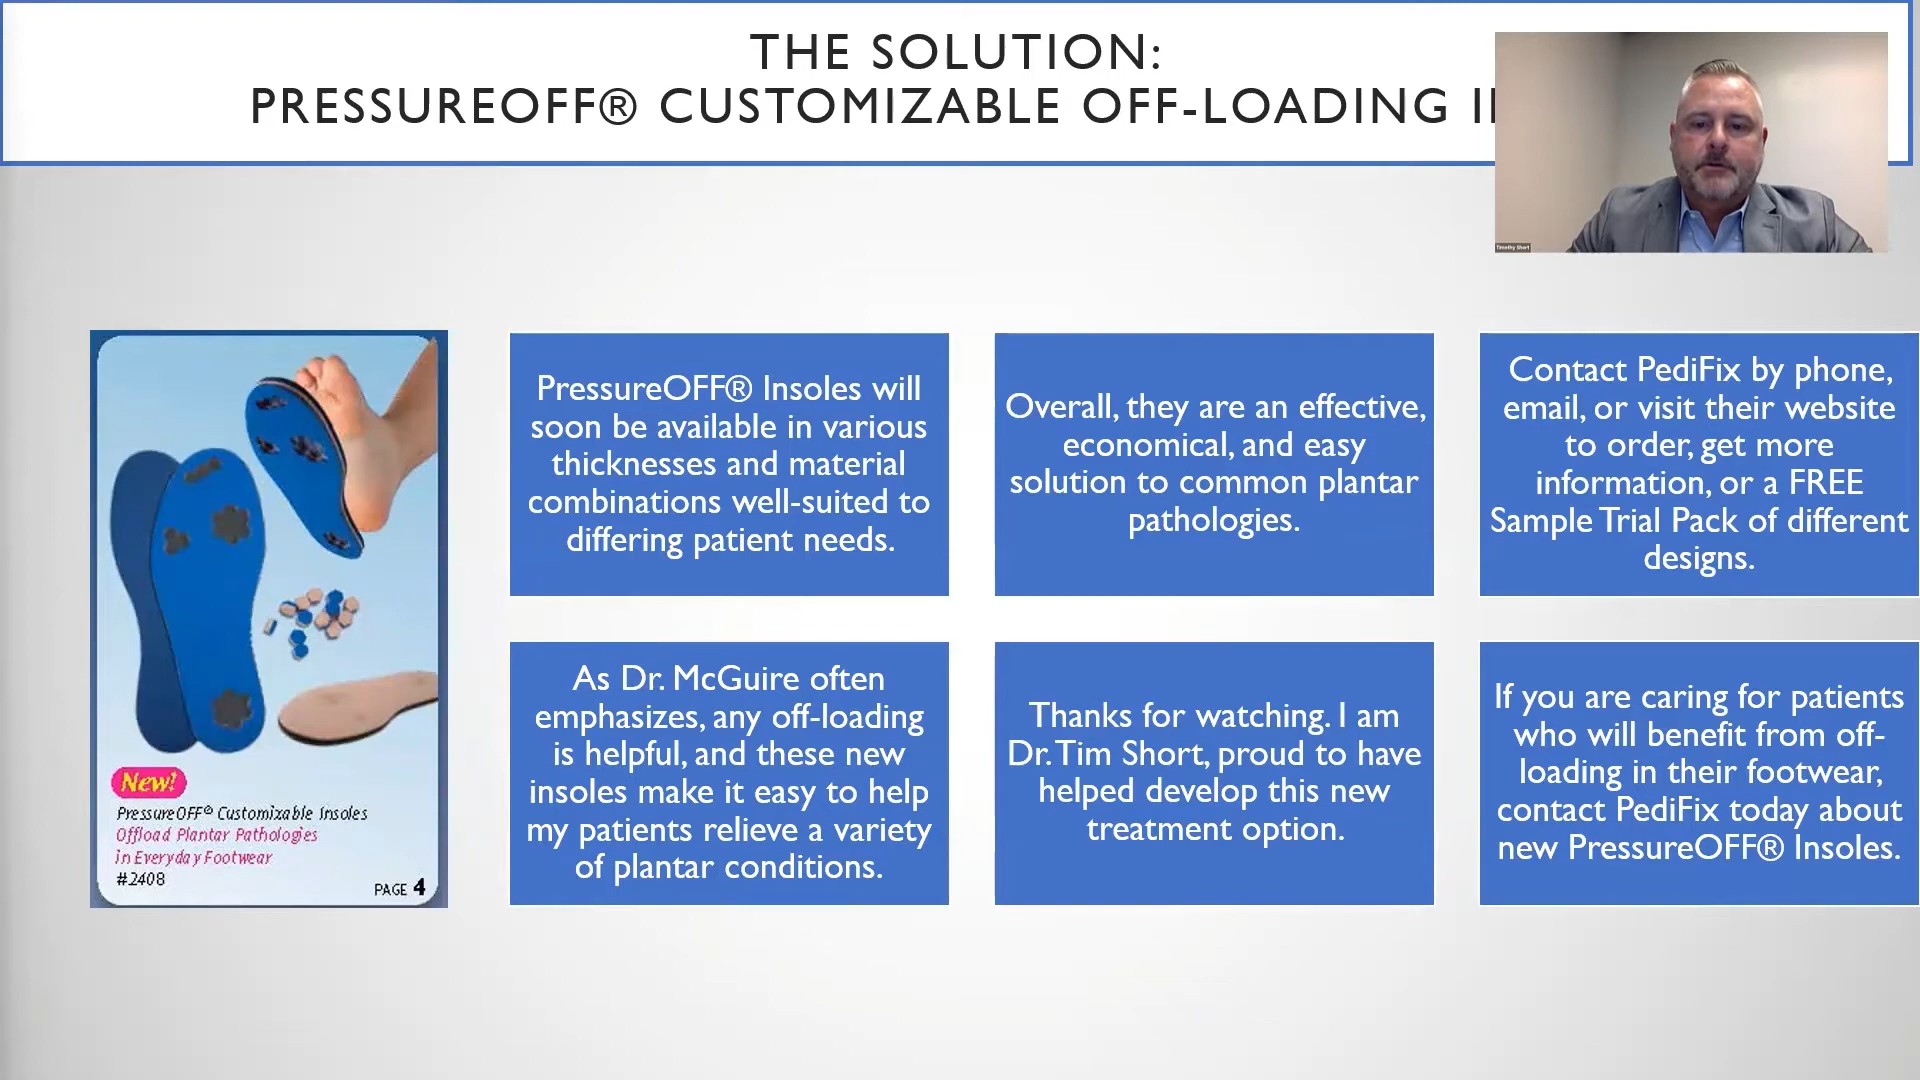 THE SOLUTION:
PRESSUREOFF® CUSTOMIZABLE OFF-LOADING
Timothy Short
PressureOFF® Insoles will
soon be available in various
thicknesses and material
combinations well-suited to
differing patient needs.
Overall, they are an effective,
economical, and easy
solution to common plantar
pathologies.
Contact PediFix by phone,
email, or visit their website
to order, get more
information, or a FREE
Sample Trial Pack of different
designs.
As Dr. McGuire often
emphasizes, any off-loading
is helpful, and these new
insoles make it easy to help
my patients relieve a variety
of plantar conditions.
Thanks for watching. I am
Dr. Tim Short, proud to have
helped develop this new
treatment option.
If you are caring for patients
who will benefit from off-
loading in their footwear,
contact PediFix today about
new PressureOFF® Insoles.
New!
PressureOFF® Customizable Insoles
Offload Plantar Pathologies
in Everyday Footwear
#2408
PAGE 4